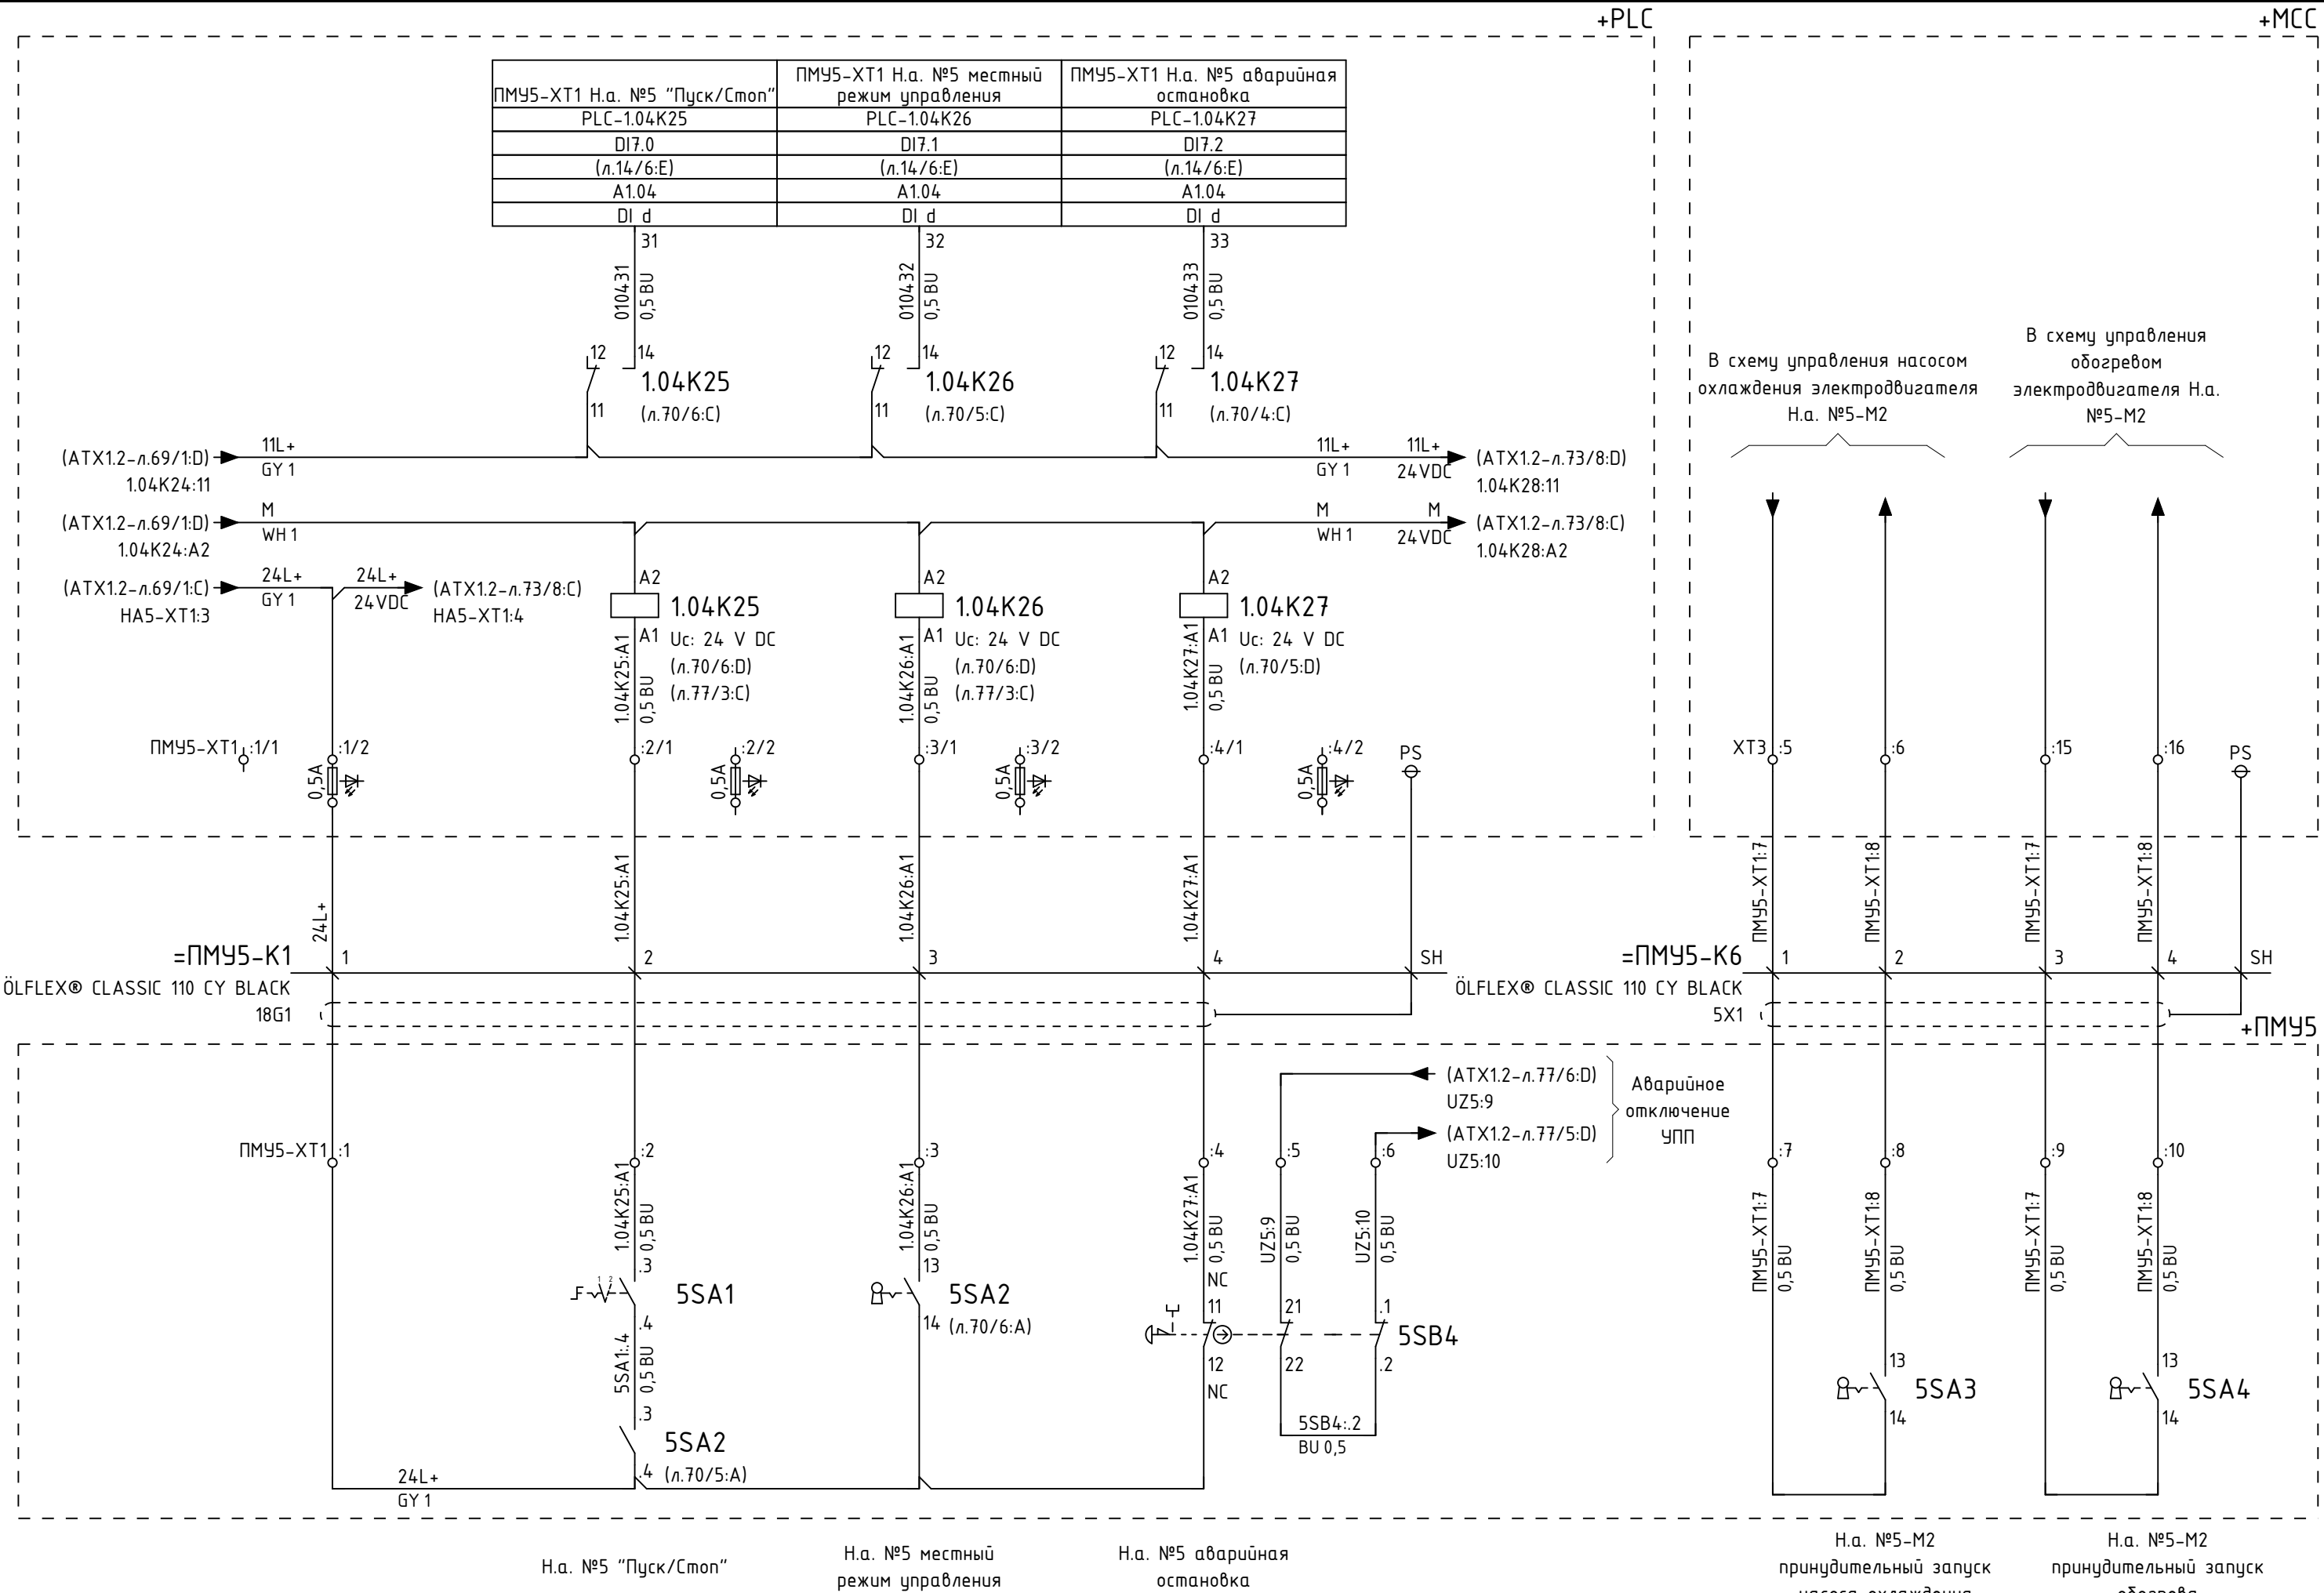 +PLC
+MCC
ПМУ5-XT1 Н.а. №5 "Пуск/Стоп"
ПМУ5-XT1 Н.а. №5 местный
режим управления
ПМУ5-XT1 Н.а. №5 аварийная
остановка
PLC-1.04K25
PLC-1.04K26
PLC-1.04K27
DI7.0
DI7.1
DI7.2
(л.14/6:E)
(л.14/6:E)
(л.14/6:E)
A1.04
A1.04
A1.04
DI d
DI d
DI d
31
32
33
010431
0,5 BU
010432
0,5 BU
010433
0,5 BU
12
14
1.04K25
11
(л.70/6:C)
12
14
1.04K26
11
(л.70/5:C)
12
14
1.04K27
11
(л.70/4:C)
В схему управления насосом
охлаждения электродвигателя
Н.а. №5-М2
В схему управления
обогревом
электродвигателя Н.а.
№5-М2
(ATX1.2-л.69/1:D)
1.04K24:11
11L+
GY 1
11L+
GY 1
11L+
24VDC
(ATX1.2-л.73/8:D)
1.04K28:11
(ATX1.2-л.69/1:D)
1.04K24:A2
M
WH 1
M
WH 1
M
24VDC
(ATX1.2-л.73/8:C)
1.04K28:A2
(ATX1.2-л.69/1:C)
HA5-XT1:3
24L+
GY 1
24L+
24VDC
(ATX1.2-л.73/8:C)
HA5-XT1:4
A2
1.04K25
A1
Uc: 24 V DC
(л.70/6:D)
(л.77/3:C)
1.04K25:A1
0,5 BU
A2
1.04K26
A1
Uc: 24 V DC
(л.70/6:D)
(л.77/3:C)
1.04K26:A1
0,5 BU
A2
1.04K27
A1
Uc: 24 V DC
(л.70/5:D)
1.04K27:A1
0,5 BU
ПМУ5-XT1
:1/1
:1/2
0,5A
:2/1
:2/2
0,5A
:3/1
:3/2
0,5A
:4/1
:4/2
0,5A
PS
XT3
:5
:6
:15
:16
PS
24L+
1.04K25:A1
1.04K26:A1
1.04K27:A1
ПМУ5-XT1:7
ПМУ5-XT1:8
ПМУ5-XT1:7
ПМУ5-XT1:8
=ПМУ5-K1
1
2
3
4
SH
ÖLFLEX® CLASSIC 110 CY BLACK
18G1
=ПМУ5-K6
1
2
3
4
SH
ÖLFLEX® CLASSIC 110 CY BLACK
5X1
+ПМУ5
(ATX1.2-л.77/6:D)
UZ5:9
(ATX1.2-л.77/5:D)
UZ5:10
Аварийное
отключение
УПП
ПМУ5-XT1
:1
:2
:3
:4
:5
:6
:7
:8
:9
:10
1.04K25:A1
0,5 BU
1.04K26:A1
0,5 BU
1.04K27:A1
0,5 BU
UZ5:9
0,5 BU
UZ5:10
0,5 BU
ПМУ5-XT1:7
0,5 BU
ПМУ5-XT1:8
0,5 BU
ПМУ5-XT1:7
0,5 BU
ПМУ5-XT1:8
0,5 BU
.3
1 2
5SA1
.4
13
5SA2
14 (л.70/6:A)
NC
11
12
NC
21
22
.1
.2
5SB4
5SA1:.4
0,5 BU
.3
5SA2
.4 (л.70/5:A)
5SB4:.2
BU 0,5
13
5SA3
14
13
5SA4
14
24L+
GY 1
Н.а. №5 "Пуск/Стоп"
Н.а. №5 местный
режим управления
Н.а. №5 аварийная
остановка
Н.а. №5-М2
принудительный запуск
насоса охлаждения
Н.а. №5-М2
принудительный запуск
обогрева